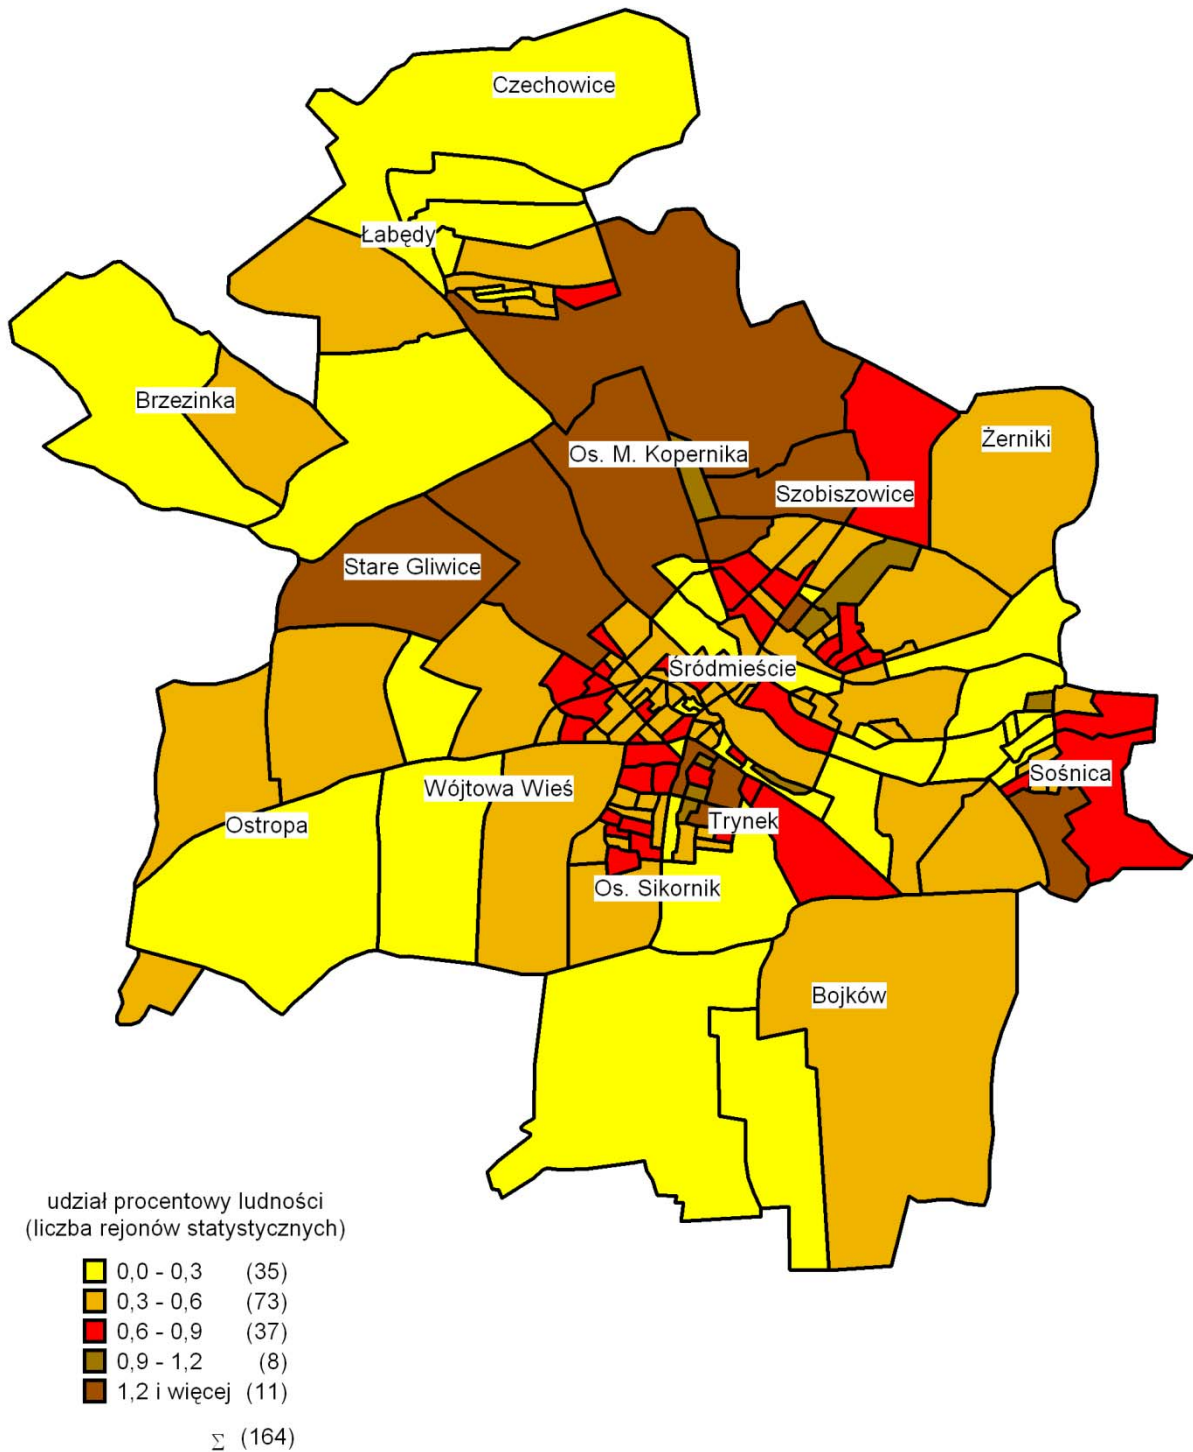 Czechowice
Łabędy
Brzezinka
Os. M. Kopernika
Żerniki
Szobiszowice
Stare Gliwice
Śródmieście
Sośnica
Wójtowa Wieś
Ostropa
Trynek
Os. Sikornik
Bojków
udział procentowy ludności
(liczba rejonów statystycznych)
0,0 - 0,3 (35)
0,3 - 0,6 (73)
0,6 - 0,9 (37)
0,9 - 1,2 (8)
1,2 i więcej (11)
Σ (164)